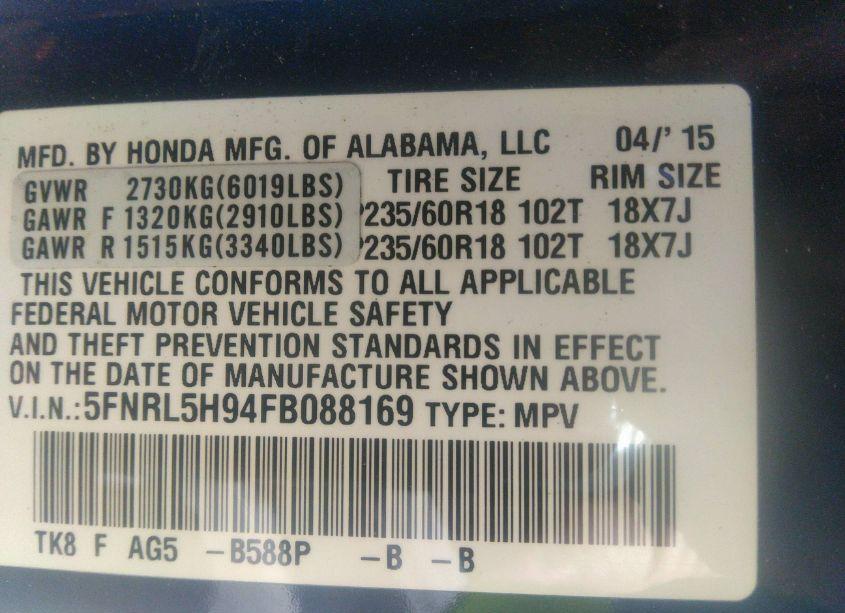 MFD. BY HONDA MFG. OF ALABAMA, LLC 04/' 15
GVWR 2730KG(6019LBS) TIRE SIZE RIM SIZE
GAWR F 1320KG(2910LBS) P235/60R18 102T 18X7J
GAWR R 1515KG(3340LBS) P235/60R18 102T 18X7J
THIS VEHICLE CONFORMS TO ALL APPLICABLE
FEDERAL MOTOR VEHICLE SAFETY
AND THEFT PREVENTION STANDARDS IN EFFECT
ON THE DATE OF MANUFACTURE SHOWN ABOVE.
V.I.N.:5FNRL5H94FB088169 TYPE: MPV
TK8 F AG5 -B588P -B -B